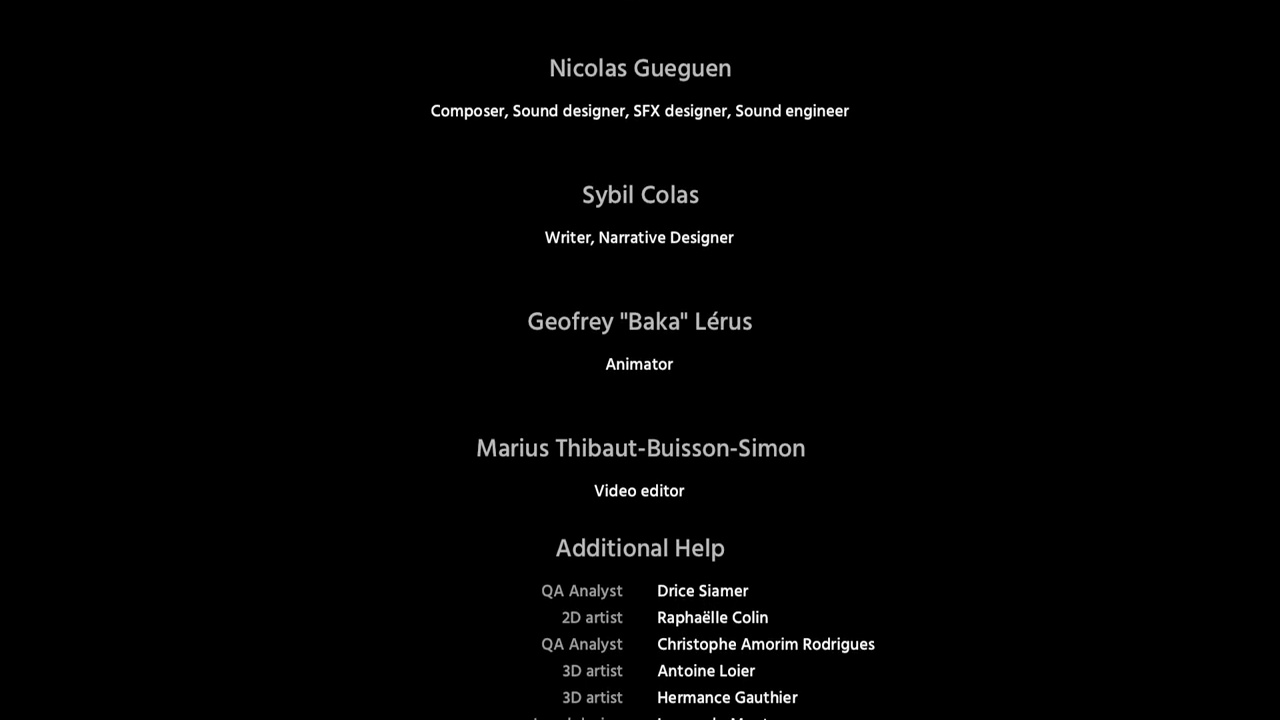 Nicolas Gueguen
Composer, Sound designer, SFX designer, Sound engineer
Sybil Colas
Writer, Narrative Designer
Geofrey "Baka" Lérus
Animator
Marius Thibaut-Buisson-Simon
Video editor
Additional Help
QA Analyst Drice Siamer
2D artist Raphaëlle Colin
QA Analyst Christophe Amorim Rodrigues
3D artist Antoine Loier
3D artist Hermance Gauthier